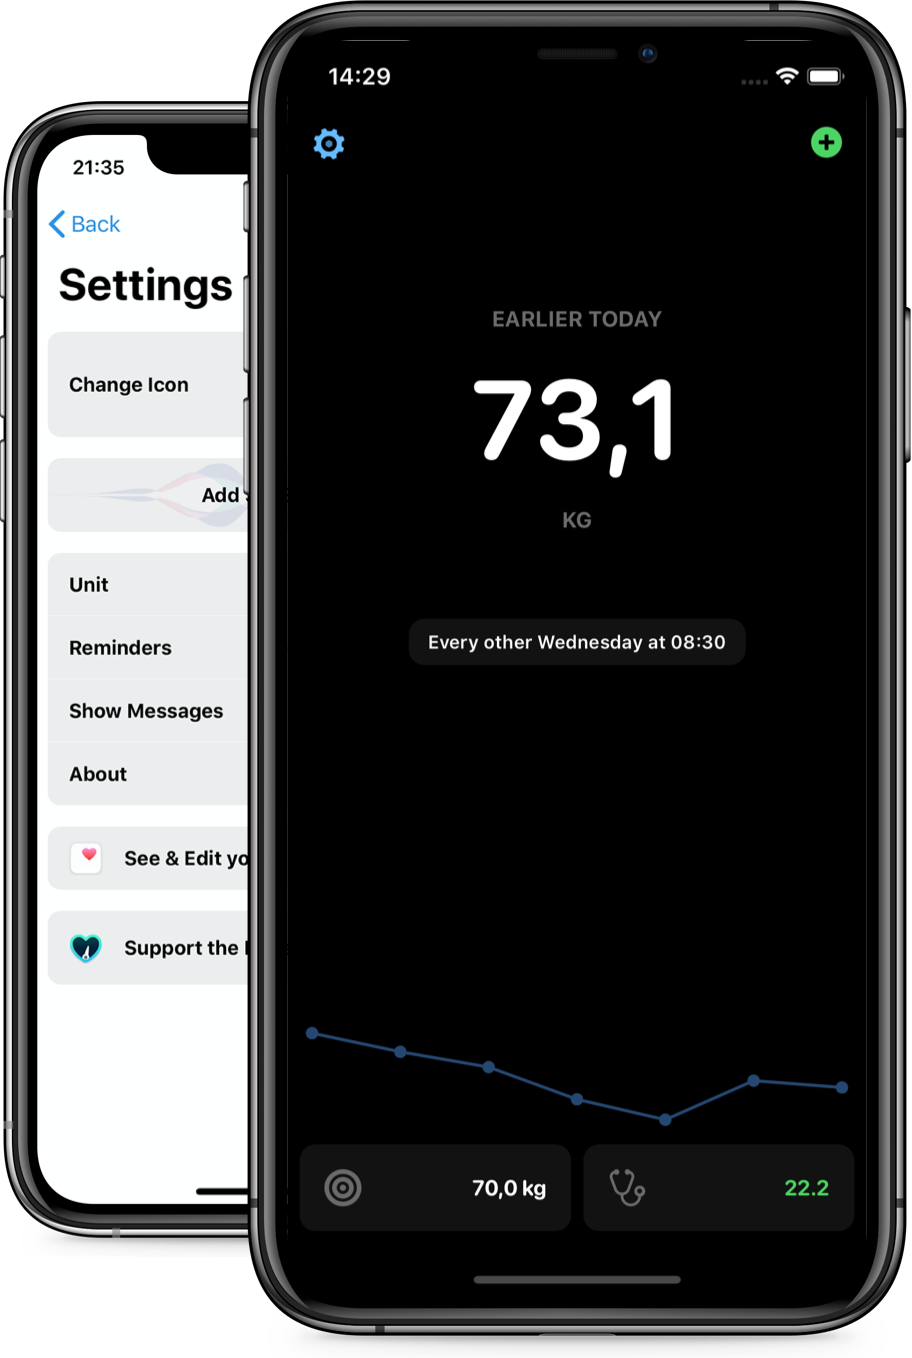 21:35
Back
Settings
Change Icon
Add
Unit
Reminders
Show Messages
About
See & Edit
Support the
14:29
EARLIER TODAY
73,1
KG
Every other Wednesday at 08:30
70,0 kg
22.2